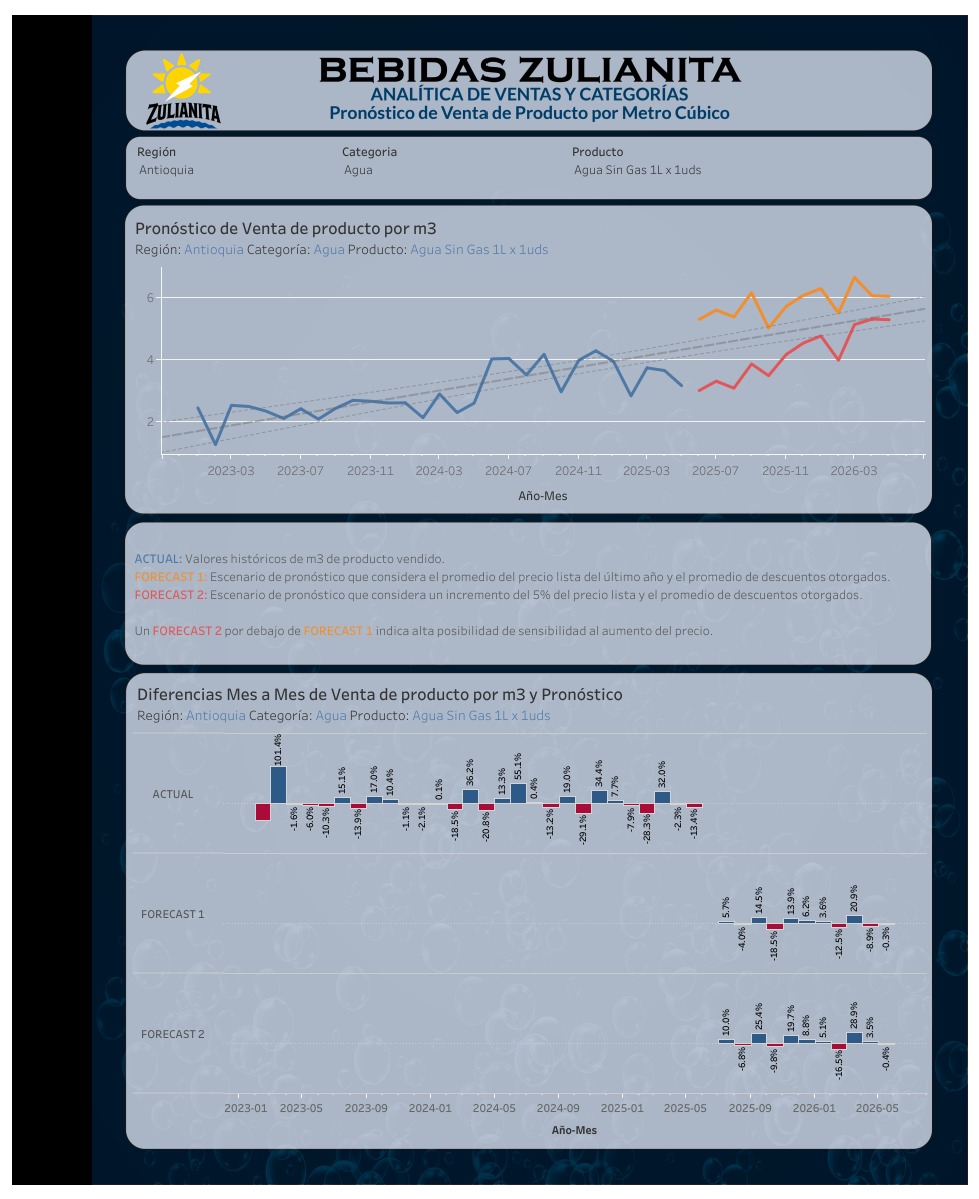 BEBIDAS ZULIANITA
ANALÍTICA DE VENTAS Y CATEGORÍAS
Pronóstico de Venta de Producto por Metro Cúbico
ZULIANITA
Región Categoria Producto
Antioquia Agua Agua Sin Gas 1L x 1uds
Pronóstico de Venta de producto por m3
Región: Antioquia Categoría: Agua Producto: Agua Sin Gas 1L x 1uds
6
4
2
2023-03 2023-07 2023-11 2024-03 2024-07 2024-11 2025-03 2025-07 2025-11 2026-03
Año-Mes
ACTUAL: Valores históricos de m3 de producto vendido.
FORECAST 1: Escenario de pronóstico que considera el promedio del precio lista del último año y el promedio de descuentos otorgados.
FORECAST 2: Escenario de pronóstico que considera un incremento del 5% del precio lista y el promedio de descuentos otorgados.
Un FORECAST 2 por debajo de FORECAST 1 indica alta posibilidad de sensibilidad al aumento del precio.
Diferencias Mes a Mes de Venta de producto por m3 y Pronóstico
Región: Antioquia Categoría: Agua Producto: Agua Sin Gas 1L x 1uds
ACTUAL
101.4% -1.6% -6.0% -10.3% 15.1% -13.9% 17.0% 10.4% -1.1% -2.1% 0.1% -18.5% 36.2% -20.8% 13.3% 55.1% 0.4% -13.2% 19.0% -29.1% 34.4% 7.7% -7.9% -28.3% 32.0% -2.3% -13.4%
FORECAST 1
5.7% -4.0% 14.5% -18.5% 13.9% 6.2% 3.6% -12.5% 20.9% -8.9% -0.3%
FORECAST 2
10.0% -6.8% 25.4% -9.8% 19.7% 8.8% 5.1% -16.5% 28.9% 3.5% -0.4%
2023-01 2023-05 2023-09 2024-01 2024-05 2024-09 2025-01 2025-05 2025-09 2026-01 2026-05
Año-Mes